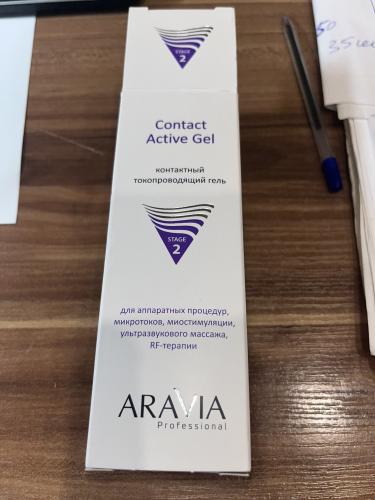 STAGE
2
Contact
Active Gel
контактный
токопроводящий гель
STAGE
2
для аппаратных процедур,
микротоков, миостимуляции,
ультразвукового массажа,
RF-терапии
ARAVIA
Professional